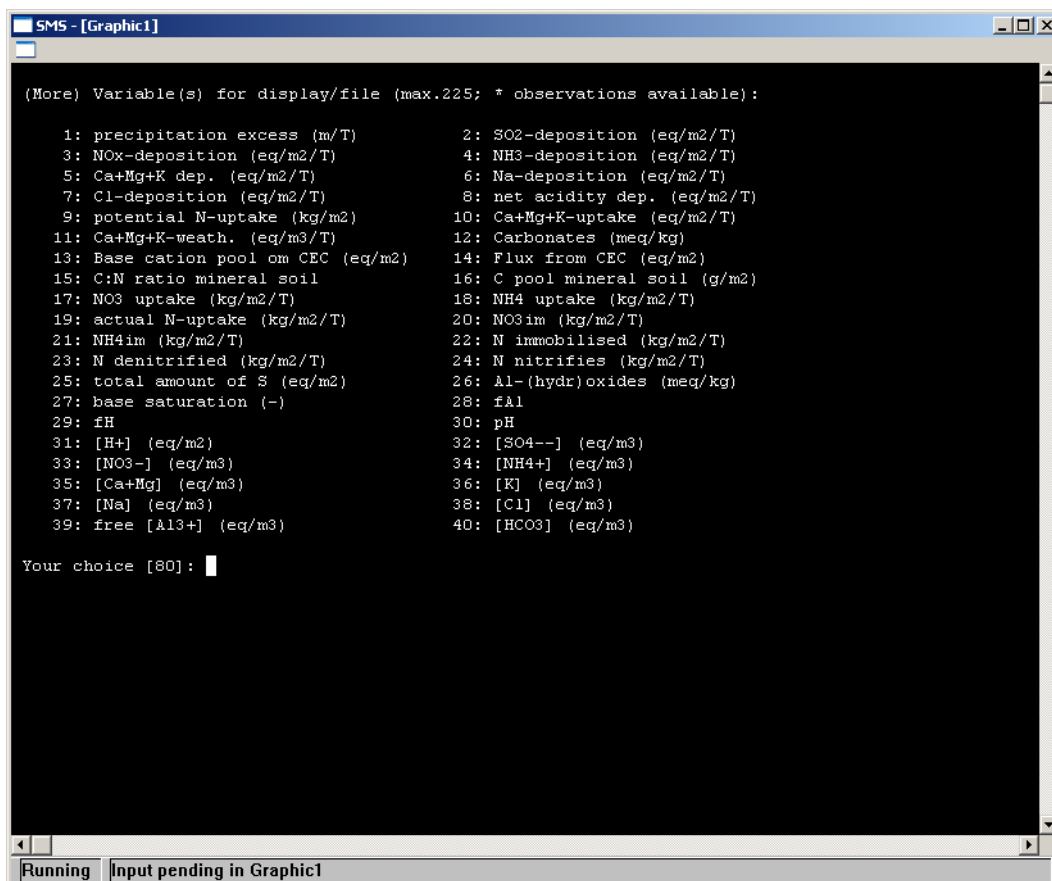 SMS - [Graphic1]
(More) Variable(s) for display/file (max.225; * observations available):
1: precipitation excess (m/T) 2: SO2-deposition (eq/m2/T)
3: NOx-deposition (eq/m2/T) 4: NH3-deposition (eq/m2/T)
5: Ca+Mg+K dep. (eq/m2/T) 6: Na-deposition (eq/m2/T)
7: Cl-deposition (eq/m2/T) 8: net acidity dep. (eq/m2/T)
9: potential N-uptake (kg/m2) 10: Ca+Mg+K-uptake (eq/m2/T)
11: Ca+Mg+K-weath. (eq/m3/T) 12: Carbonates (meq/kg)
13: Base cation pool om CEC (eq/m2) 14: Flux from CEC (eq/m2)
15: C:N ratio mineral soil 16: C pool mineral soil (g/m2)
17: NO3 uptake (kg/m2/T) 18: NH4 uptake (kg/m2/T)
19: actual N-uptake (kg/m2/T) 20: NO3im (kg/m2/T)
21: NH4im (kg/m2/T) 22: N immobilised (kg/m2/T)
23: N denitrified (kg/m2/T) 24: N nitrifies (kg/m2/T)
25: total amount of S (eq/m2) 26: Al-(hydr)oxides (meq/kg)
27: base saturation (-) 28: fAl
29: fH 30: pH
31: [H+] (eq/m2) 32: [SO4--] (eq/m3)
33: [NO3-] (eq/m3) 34: [NH4+] (eq/m3)
35: [Ca+Mg] (eq/m3) 36: [K] (eq/m3)
37: [Na] (eq/m3) 38: [Cl] (eq/m3)
39: free [Al3+] (eq/m3) 40: [HCO3] (eq/m3)
Your choice [80]:
Running Input pending in Graphic1